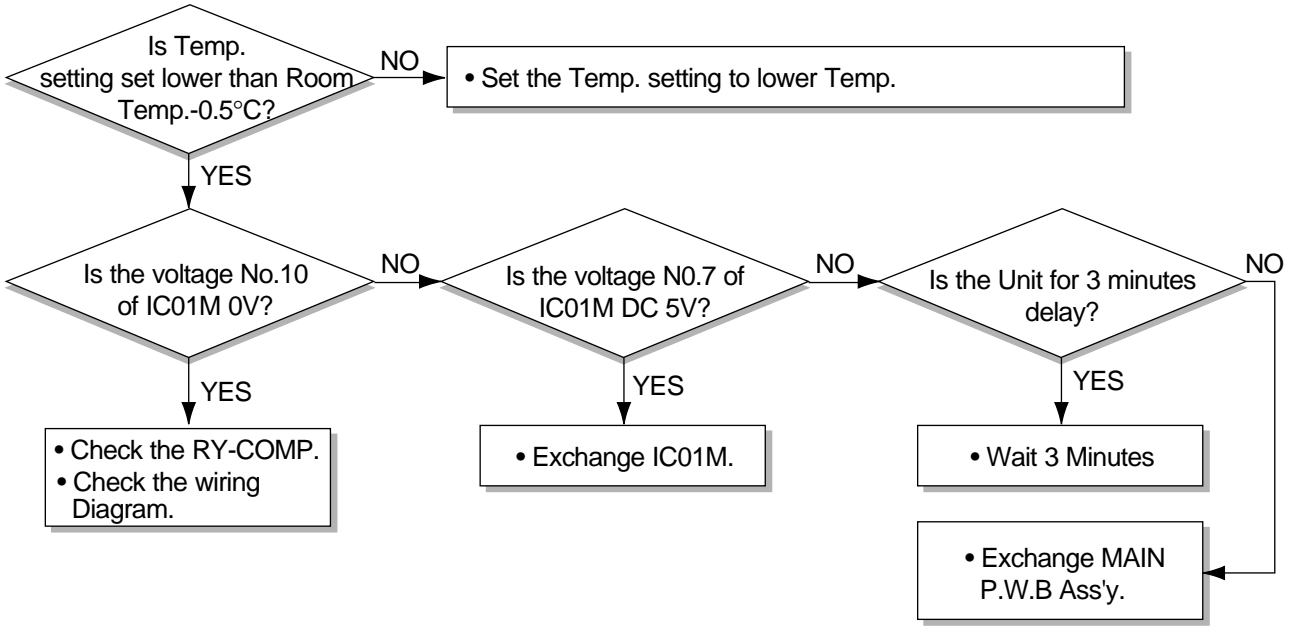 Is Temp.
setting set lower than Room
Temp.-0.5°C?
NO
• Set the Temp. setting to lower Temp.
YES
Is the voltage No.10
of IC01M 0V?
NO
Is the voltage N0.7 of
IC01M DC 5V?
NO
Is the Unit for 3 minutes
delay?
NO
YES
• Check the RY-COMP.
• Check the wiring
Diagram.
YES
• Exchange IC01M.
YES
• Wait 3 Minutes
• Exchange MAIN
P.W.B Ass'y.